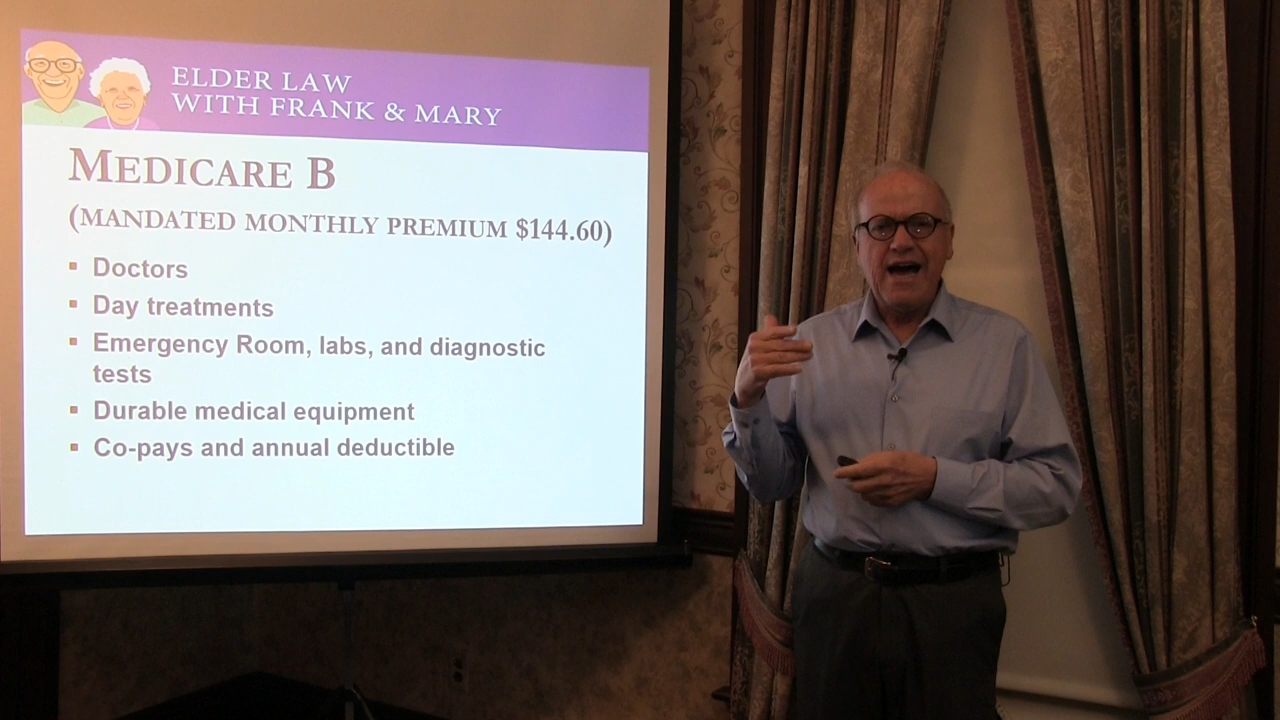 ELDER LAW
WITH FRANK & MARY
MEDICARE B
(MANDATED MONTHLY PREMIUM $144.60)
▪ Doctors
▪ Day treatments
▪ Emergency Room, labs, and diagnostic
tests
▪ Durable medical equipment
▪ Co-pays and annual deductible